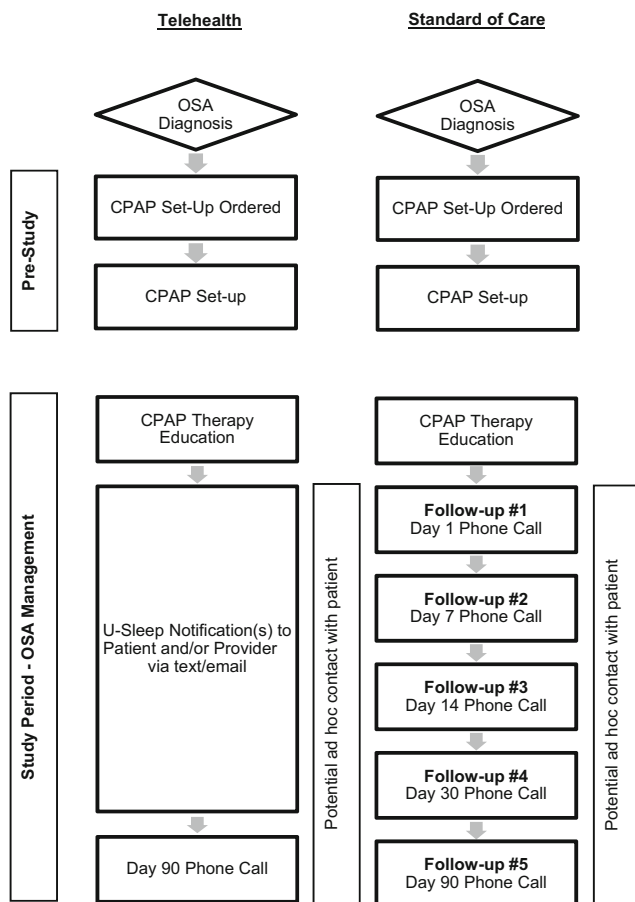 Telehealth
Standard of Care
OSA
Diagnosis
OSA
Diagnosis
Pre-Study
CPAP Set-Up Ordered
CPAP Set-Up Ordered
CPAP Set-up
CPAP Set-up
Study Period - OSA Management
CPAP Therapy
Education
U-Sleep Notification(s) to
Patient and/or Provider
via text/email
Day 90 Phone Call
Potential ad hoc contact with patient
CPAP Therapy
Education
Follow-up #1
Day 1 Phone Call
Follow-up #2
Day 7 Phone Call
Follow-up #3
Day 14 Phone Call
Follow-up #4
Day 30 Phone Call
Follow-up #5
Day 90 Phone Call
Potential ad hoc contact with patient